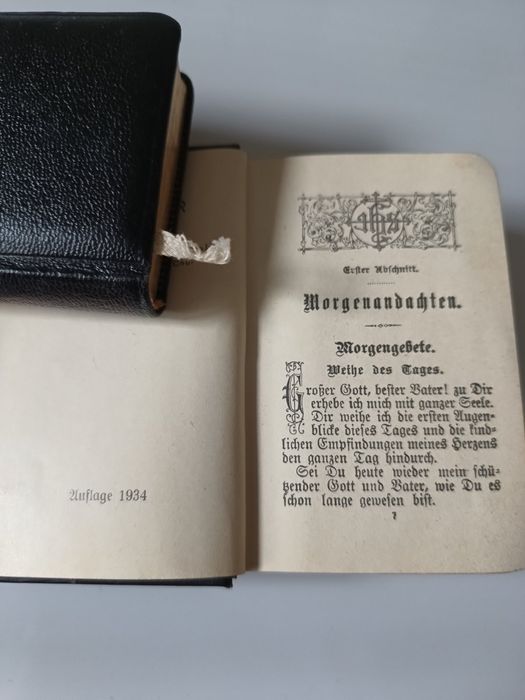 Auflage 1934
IHS
Erster Abschnitt.
Morgenandachten.
Morgengebete.
Weihe des Tages.
Großer Gott, bester Vater! zu Dir
erhebe ich mich mit ganzer Seele.
Dir weihe ich die ersten Augen-
blicke dieses Tages und die kind-
lichen Empfindungen meines Herzens
den ganzen Tag hindurch.
Sei Du heute wieder mein schü-
tzender Gott und Vater, wie Du es
schon lange gewesen bist.